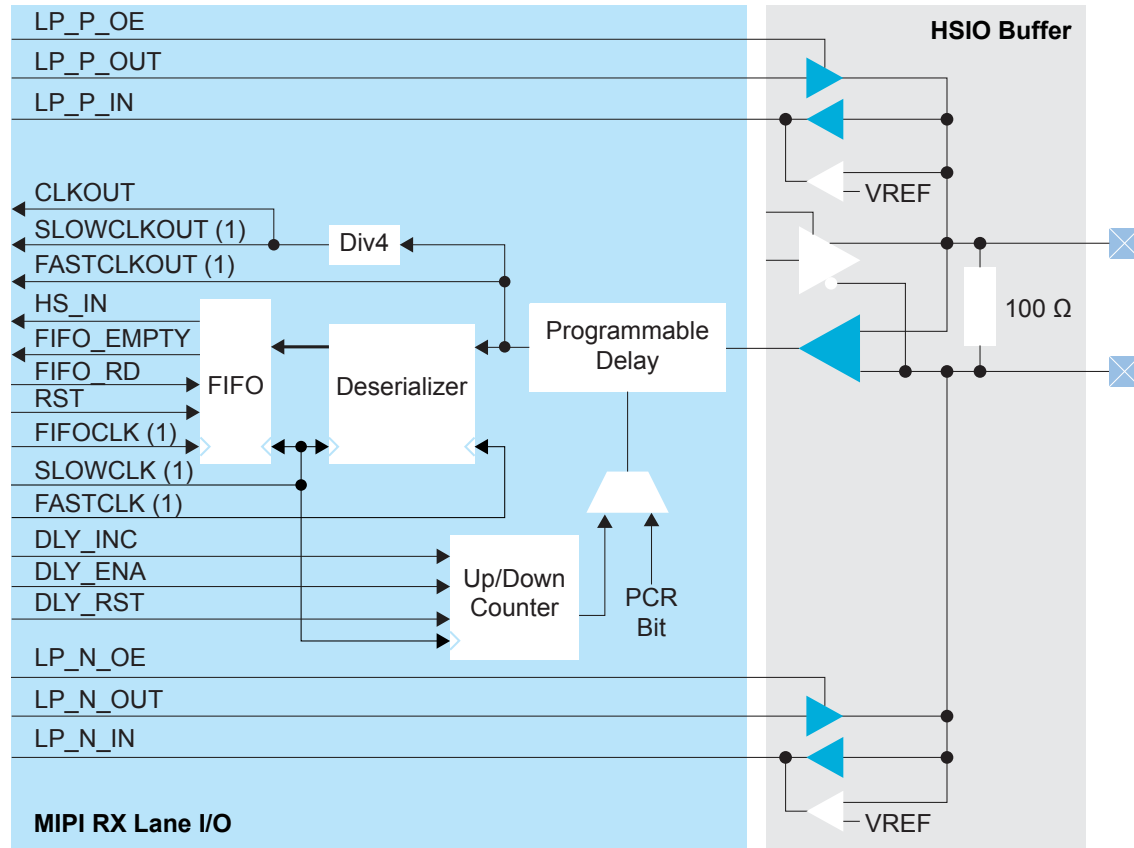 LP_P_OE
HSIO Buffer
LP_P_OUT
LP_P_IN
VREF
CLKOUT
SLOWCLKOUT (1)
Div4
FASTCLKOUT (1)
HS_IN
FIFO_EMPTY
FIFO_RD
RST
FIFOCLK (1)
SLOWCLK (1)
FASTCLK (1)
FIFO
Deserializer
Programmable
Delay
100 Ω
DLY_INC
DLY_ENA
DLY_RST
Up/Down
Counter
PCR
Bit
LP_N_OE
LP_N_OUT
LP_N_IN
VREF
MIPI RX Lane I/O